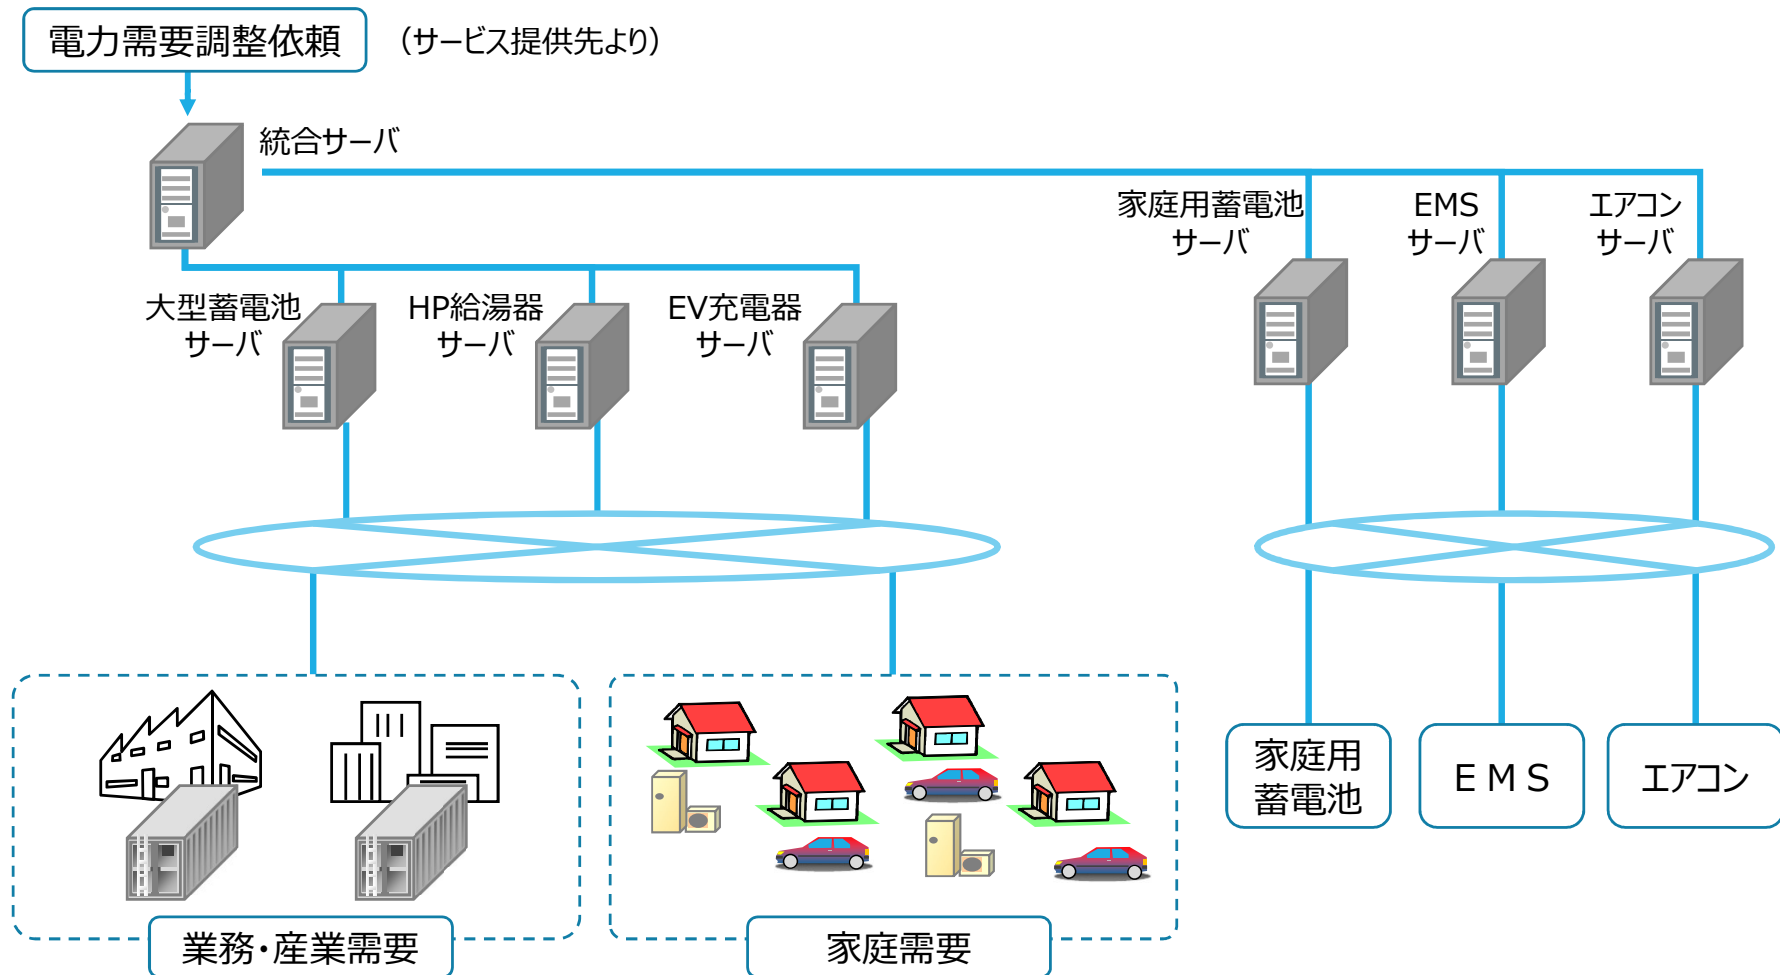 電力需要調整依頼
（サービス提供先より）
統合サーバ
家庭用蓄電池
サーバ
EMS
サーバ
エアコン
サーバ
大型蓄電池
サーバ
HP給湯器
サーバ
EV充電器
サーバ
家庭用
蓄電池
ＥＭＳ
エアコン
業務・産業需要
家庭需要